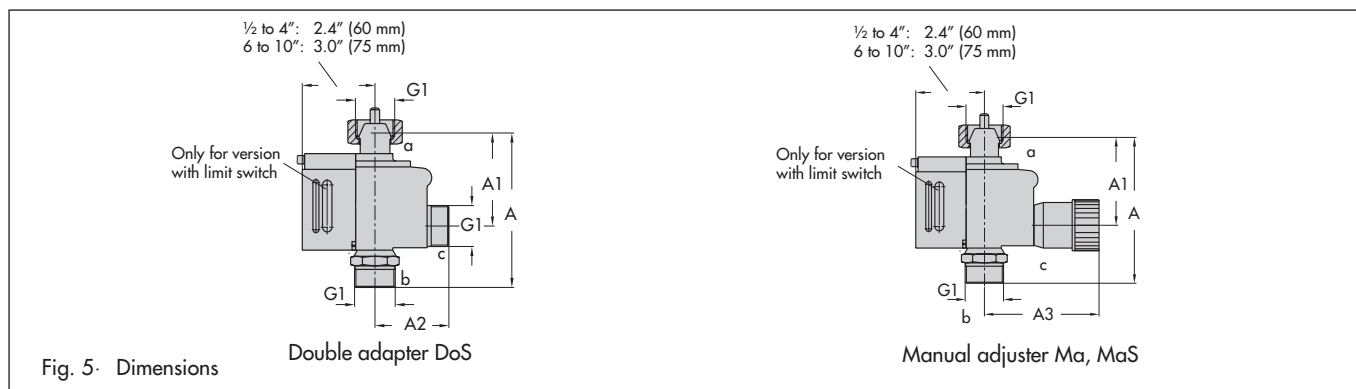 ½ to 4″: 2.4″ (60 mm)
6 to 10″: 3.0″ (75 mm)
G1
a
Only for version
with limit switch
A1
A
G1
c
b
G1
A2
Double adapter DoS
½ to 4″: 2.4″ (60 mm)
6 to 10″: 3.0″ (75 mm)
G1
a
Only for version
with limit switch
A1
A
c
G1
b
A3
Manual adjuster Ma, MaS
Fig. 5· Dimensions